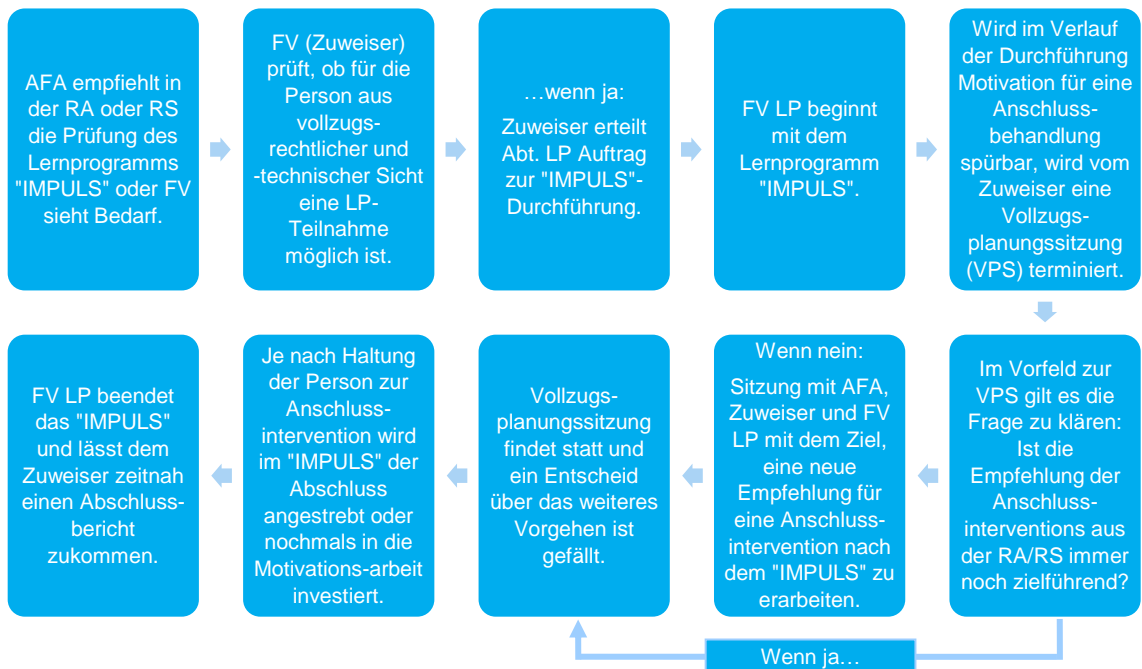 AFA empfiehlt in
der RA oder RS
die Prüfung des
Lernprogramms
"IMPULS" oder FV
sieht Bedarf.
FV (Zuweiser)
prüft, ob für die
Person aus
vollzugs-
rechtlicher und
-technischer Sicht
eine LP-
Teilnahme
möglich ist.
…wenn ja:
Zuweiser erteilt
Abt. LP Auftrag
zur "IMPULS"-
Durchführung.
FV LP beginnt
mit dem
Lernprogramm
"IMPULS".
Wird im Verlauf
der Durchführung
Motivation für eine
Anschluss-
behandlung
spürbar, wird vom
Zuweiser eine
Vollzugs-
planungssitzung
(VPS) terminiert.
Im Vorfeld zur
VPS gilt es die
Frage zu klären:
Ist die
Empfehlung der
Anschluss-
interventions aus
der RA/RS immer
noch zielführend?
Wenn nein:
Sitzung mit AFA,
Zuweiser und FV
LP mit dem Ziel,
eine neue
Empfehlung für
eine Anschluss-
intervention nach
dem "IMPULS" zu
erarbeiten.
Wenn ja…
Vollzugs-
planungssitzung
findet statt und
ein Entscheid
über das weiteres
Vorgehen ist
gefällt.
Je nach Haltung
der Person zur
Anschluss-
intervention wird
im "IMPULS" der
Abschluss
angestrebt oder
nochmals in die
Motivations-arbeit
investiert.
FV LP beendet
das "IMPULS"
und lässt dem
Zuweiser zeitnah
einen Abschluss-
bericht
zukommen.